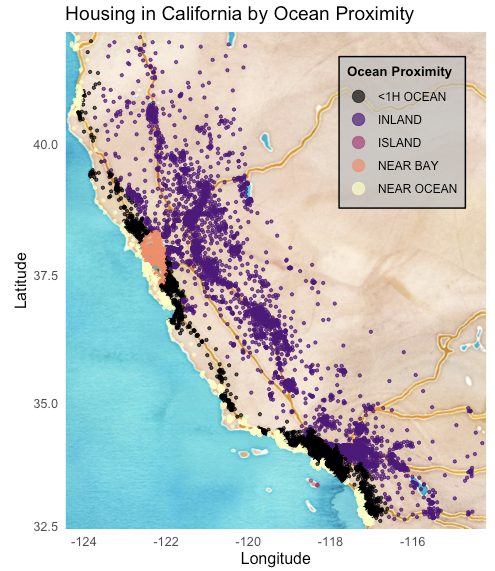 Housing in California by Ocean Proximity
Ocean Proximity
<1H OCEAN
INLAND
ISLAND
NEAR BAY
NEAR OCEAN
Latitude
40.0
37.5
35.0
32.5
-124
-122
-120
-118
-116
Longitude